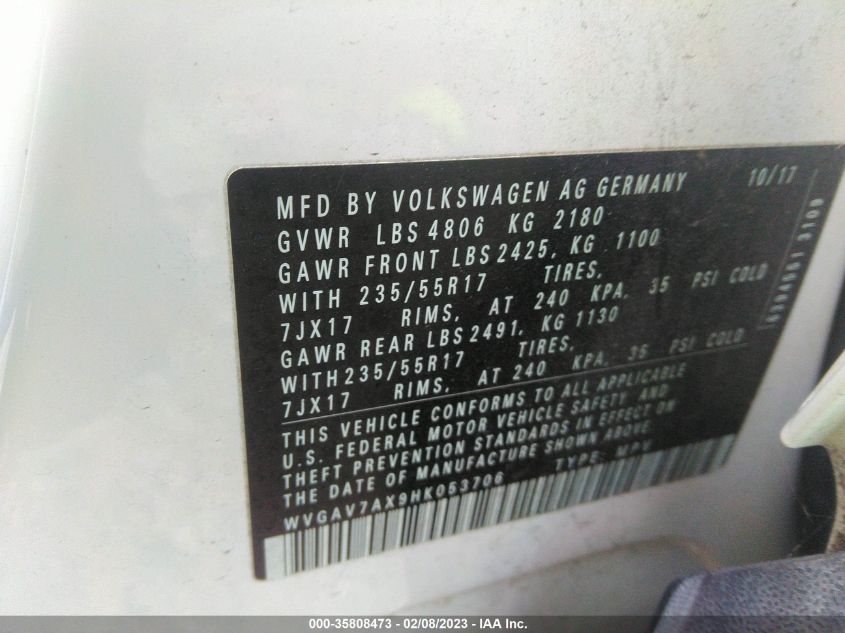 MFD BY VOLKSWAGEN AG GERMANY 10/17
GVWR LBS 4806 KG 2180
GAWR FRONT LBS 2425, KG 1100
WITH 235/55R17 TIRES,
7JX17 RIMS, AT 240 KPA, 35 PSI COLD
GAWR REAR LBS 2491, KG 1130
WITH 235/55R17 TIRES,
7JX17 RIMS, AT 240 KPA, 35 PSI COLD
THIS VEHICLE CONFORMS TO ALL APPLICABLE
U.S. FEDERAL MOTOR VEHICLE SAFETY AND
THEFT PREVENTION STANDARDS IN EFFECT ON
THE DATE OF MANUFACTURE SHOWN ABOVE:
WVGAV7AX9HK053706 TYPE: MPV
000-35808473 - 02/08/2023 - IAA Inc.